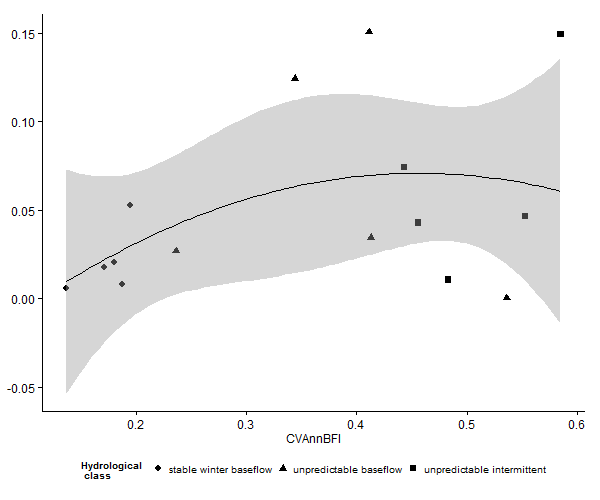 0.15
0.10
0.05
0.00
-0.05
0.2 0.3 0.4 0.5 0.6
CVAnnBFI
Hydrological
class
stable winter baseflow unpredictable baseflow unpredictable intermittent